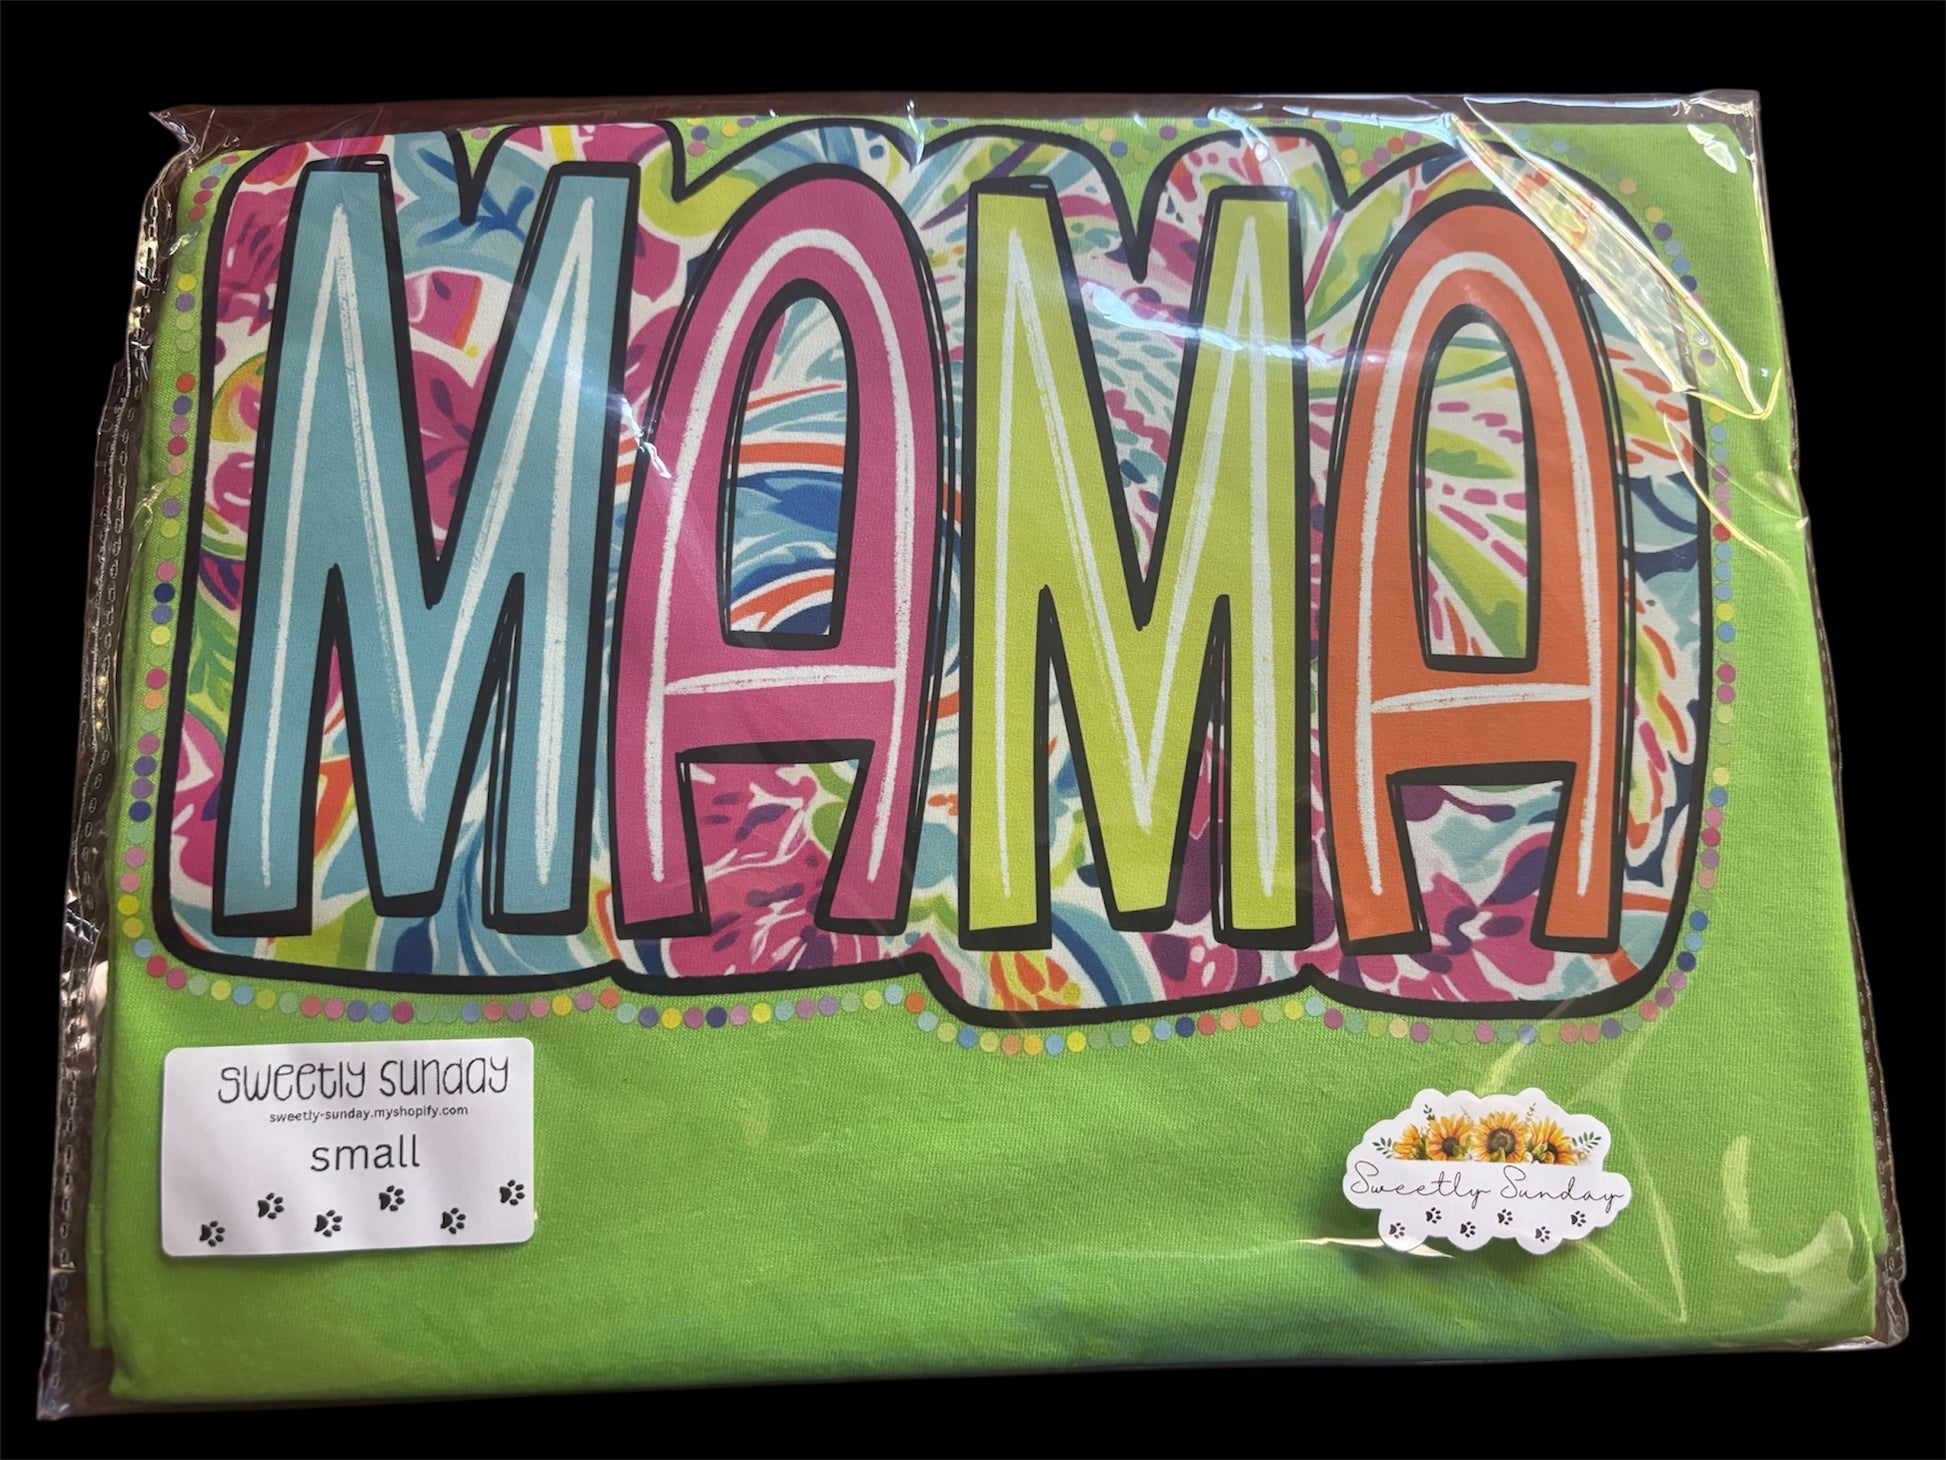 MAMA
sweetly sunday
sweetly-sunday.myshopify.com
small
Sweetly Sunday